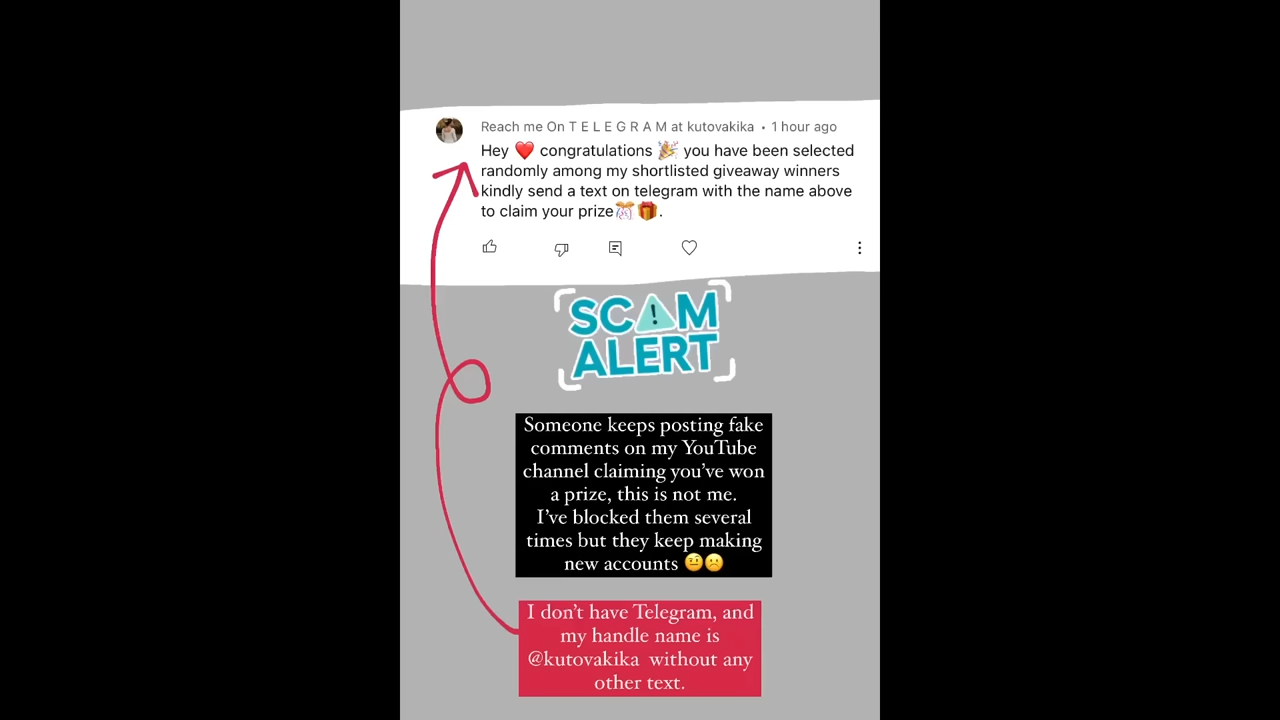 Reach me On T E L E G R A M at kutovakika • 1 hour ago
Hey ❤️ congratulations 🎉 you have been selected
randomly among my shortlisted giveaway winners
kindly send a text on telegram with the name above
to claim your prize🎊🎁.
SCAM
ALERT
Someone keeps posting fake
comments on my YouTube
channel claiming you’ve won
a prize, this is not me.
I’ve blocked them several
times but they keep making
new accounts 🤨☹️
I don’t have Telegram, and
my handle name is
@kutovakika without any
other text.